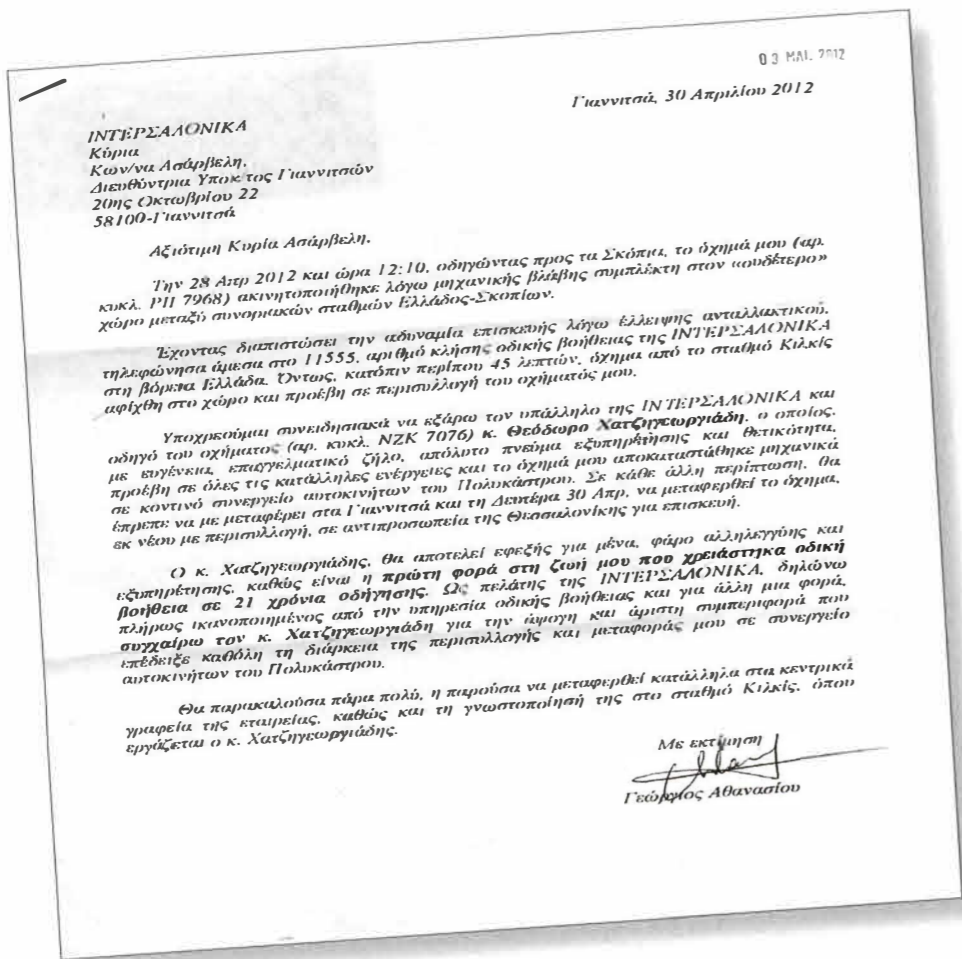 03 ΜΑΙ. 2012
Γιαννιτσά, 30 Απριλίου 2012
ΙΝΤΕΡΣΑΛΟΝΙΚΑ
Κύρια
Κων/να Ασάρβελη,
Διευθύντρια Υποκ/τος Γιαννιτσών
20ης Οκτωβρίου 22
58100-Γιαννιτσά
Αξιότιμη Κυρία Ασάρβελη,
Την 28 Απρ 2012 και ώρα 12:10, οδηγώντας προς τα Σκόπια, το όχημά μου (αρ.
κυκλ. ΡΙΙ 7968) ακινητοποιήθηκε λόγω μηχανικής βλάβης συμπλέκτη στον «ουδέτερο»
χώρο μεταξύ συνοριακών σταθμών Ελλάδος-Σκοπίων.
Έχοντας διαπιστώσει την αδυναμία επισκευής λόγω έλλειψης ανταλλακτικού,
τηλεφώνησα άμεσα στο 11555, αριθμό κλήσης οδικής βοήθειας της ΙΝΤΕΡΣΑΛΟΝΙΚΑ
στη βόρεια Ελλάδα. Όντως, κατόπιν περίπου 45 λεπτών, όχημα από το σταθμό Κιλκίς
αφίχθη στο χώρο και προέβη σε περισυλλογή του οχήματός μου.
Υποχρεούμαι συνειδησιακά να εξάρω τον υπάλληλο της ΙΝΤΕΡΣΑΛΟΝΙΚΑ και
οδηγό του οχήματος (αρ. κυκλ. ΝΖΚ 7076) κ. Θεόδωρο Χατζηγεωργιάδη, ο οποίος,
με ευγένεια, επαγγελματικό ζήλο, απόλυτο πνεύμα εξυπηρέτησης και θετικότητα,
προέβη σε όλες τις κατάλληλες ενέργειες και το όχημά μου αποκαταστάθηκε μηχανικά
σε κοντινό συνεργείο αυτοκινήτων του Πολυκάστρου. Σε κάθε άλλη περίπτωση, θα
έπρεπε να με μεταφέρει στα Γιαννιτσά και τη Δευτέρα 30 Απρ, να μεταφερθεί το όχημα,
εκ νέου με περισυλλογή, σε αντιπροσωπεία της Θεσσαλονίκης για επισκευή.
Ο κ. Χατζηγεωργιάδης, θα αποτελεί εφεξής για μένα, φάρο αλληλεγγύης και
εξυπηρέτησης, καθώς είναι η πρώτη φορά στη ζωή μου που χρειάστηκα οδική
βοήθεια σε 21 χρόνια οδήγησης. Ως πελάτης της ΙΝΤΕΡΣΑΛΟΝΙΚΑ, δηλώνω
πλήρως ικανοποιημένος από την υπηρεσία οδικής βοήθειας και για άλλη μια φορά,
συγχαίρω τον κ. Χατζηγεωργιάδη για την άψογη και άριστη συμπεριφορά που
επέδειξε καθόλη τη διάρκεια της περισυλλογής και μεταφοράς μου σε συνεργείο
αυτοκινήτων του Πολυκάστρου.
Θα παρακαλούσα πάρα πολύ, η παρούσα να μεταφερθεί κατάλληλα στα κεντρικά
γραφεία της εταιρείας, καθώς και τη γνωστοποίησή της στο σταθμό Κιλκίς, όπου
εργάζεται ο κ. Χατζηγεωργιάδης.
Με εκτίμηση
Γεώργιος Αθανασίου